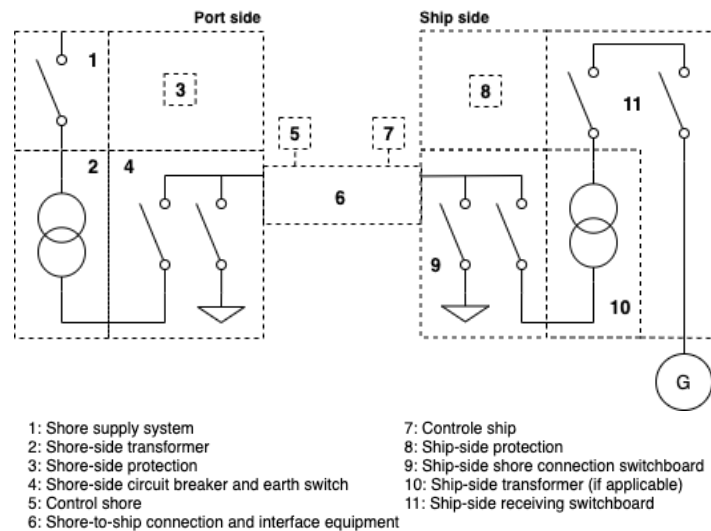 Port side
Ship side
1
3
8
11
5
7
2
4
6
9
10
G
1: Shore supply system
2: Shore-side transformer
3: Shore-side protection
4: Shore-side circuit breaker and earth switch
5: Control shore
6: Shore-to-ship connection and interface equipment
7: Controle ship
8: Ship-side protection
9: Ship-side shore connection switchboard
10: Ship-side transformer (if applicable)
11: Ship-side receiving switchboard